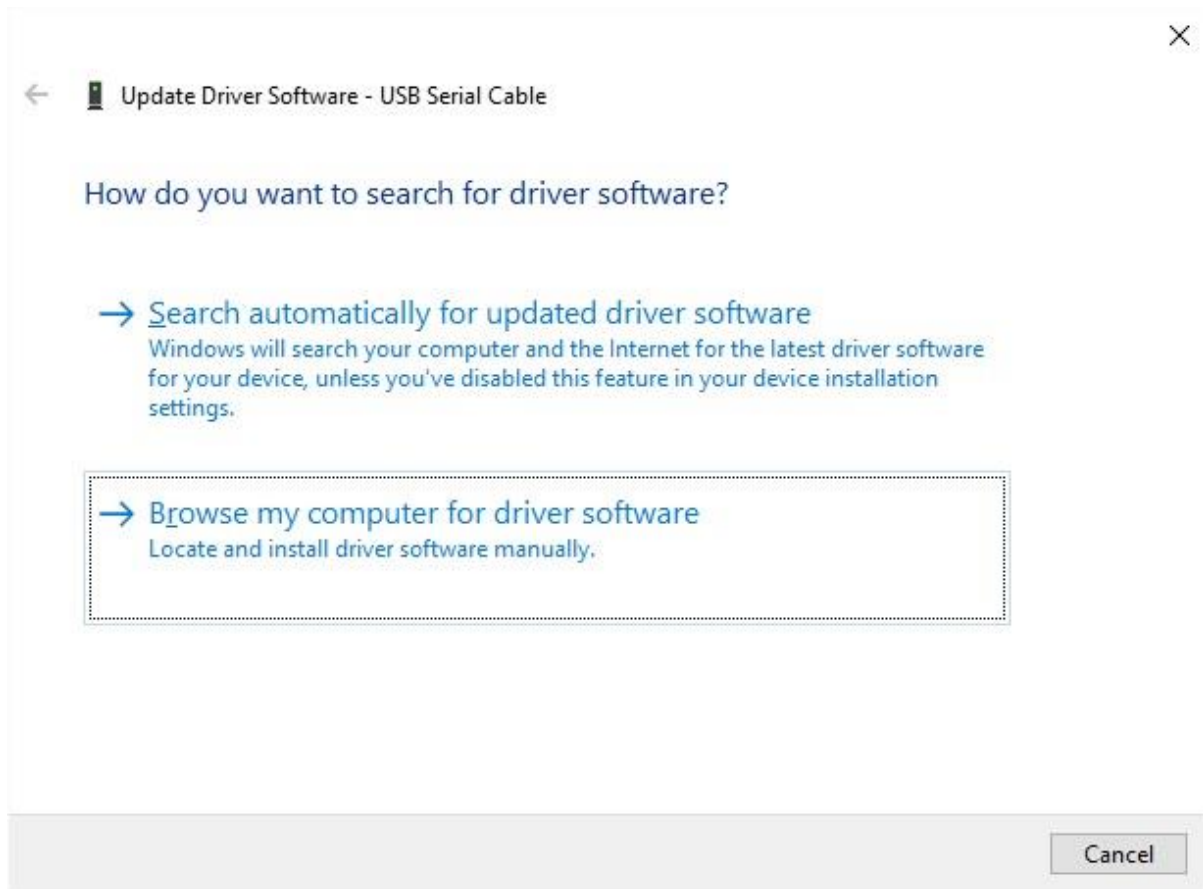 Update Driver Software - USB Serial Cable
How do you want to search for driver software?
Search automatically for updated driver software
Windows will search your computer and the Internet for the latest driver software
for your device, unless you've disabled this feature in your device installation
settings.
Browse my computer for driver software
Locate and install driver software manually.
Cancel